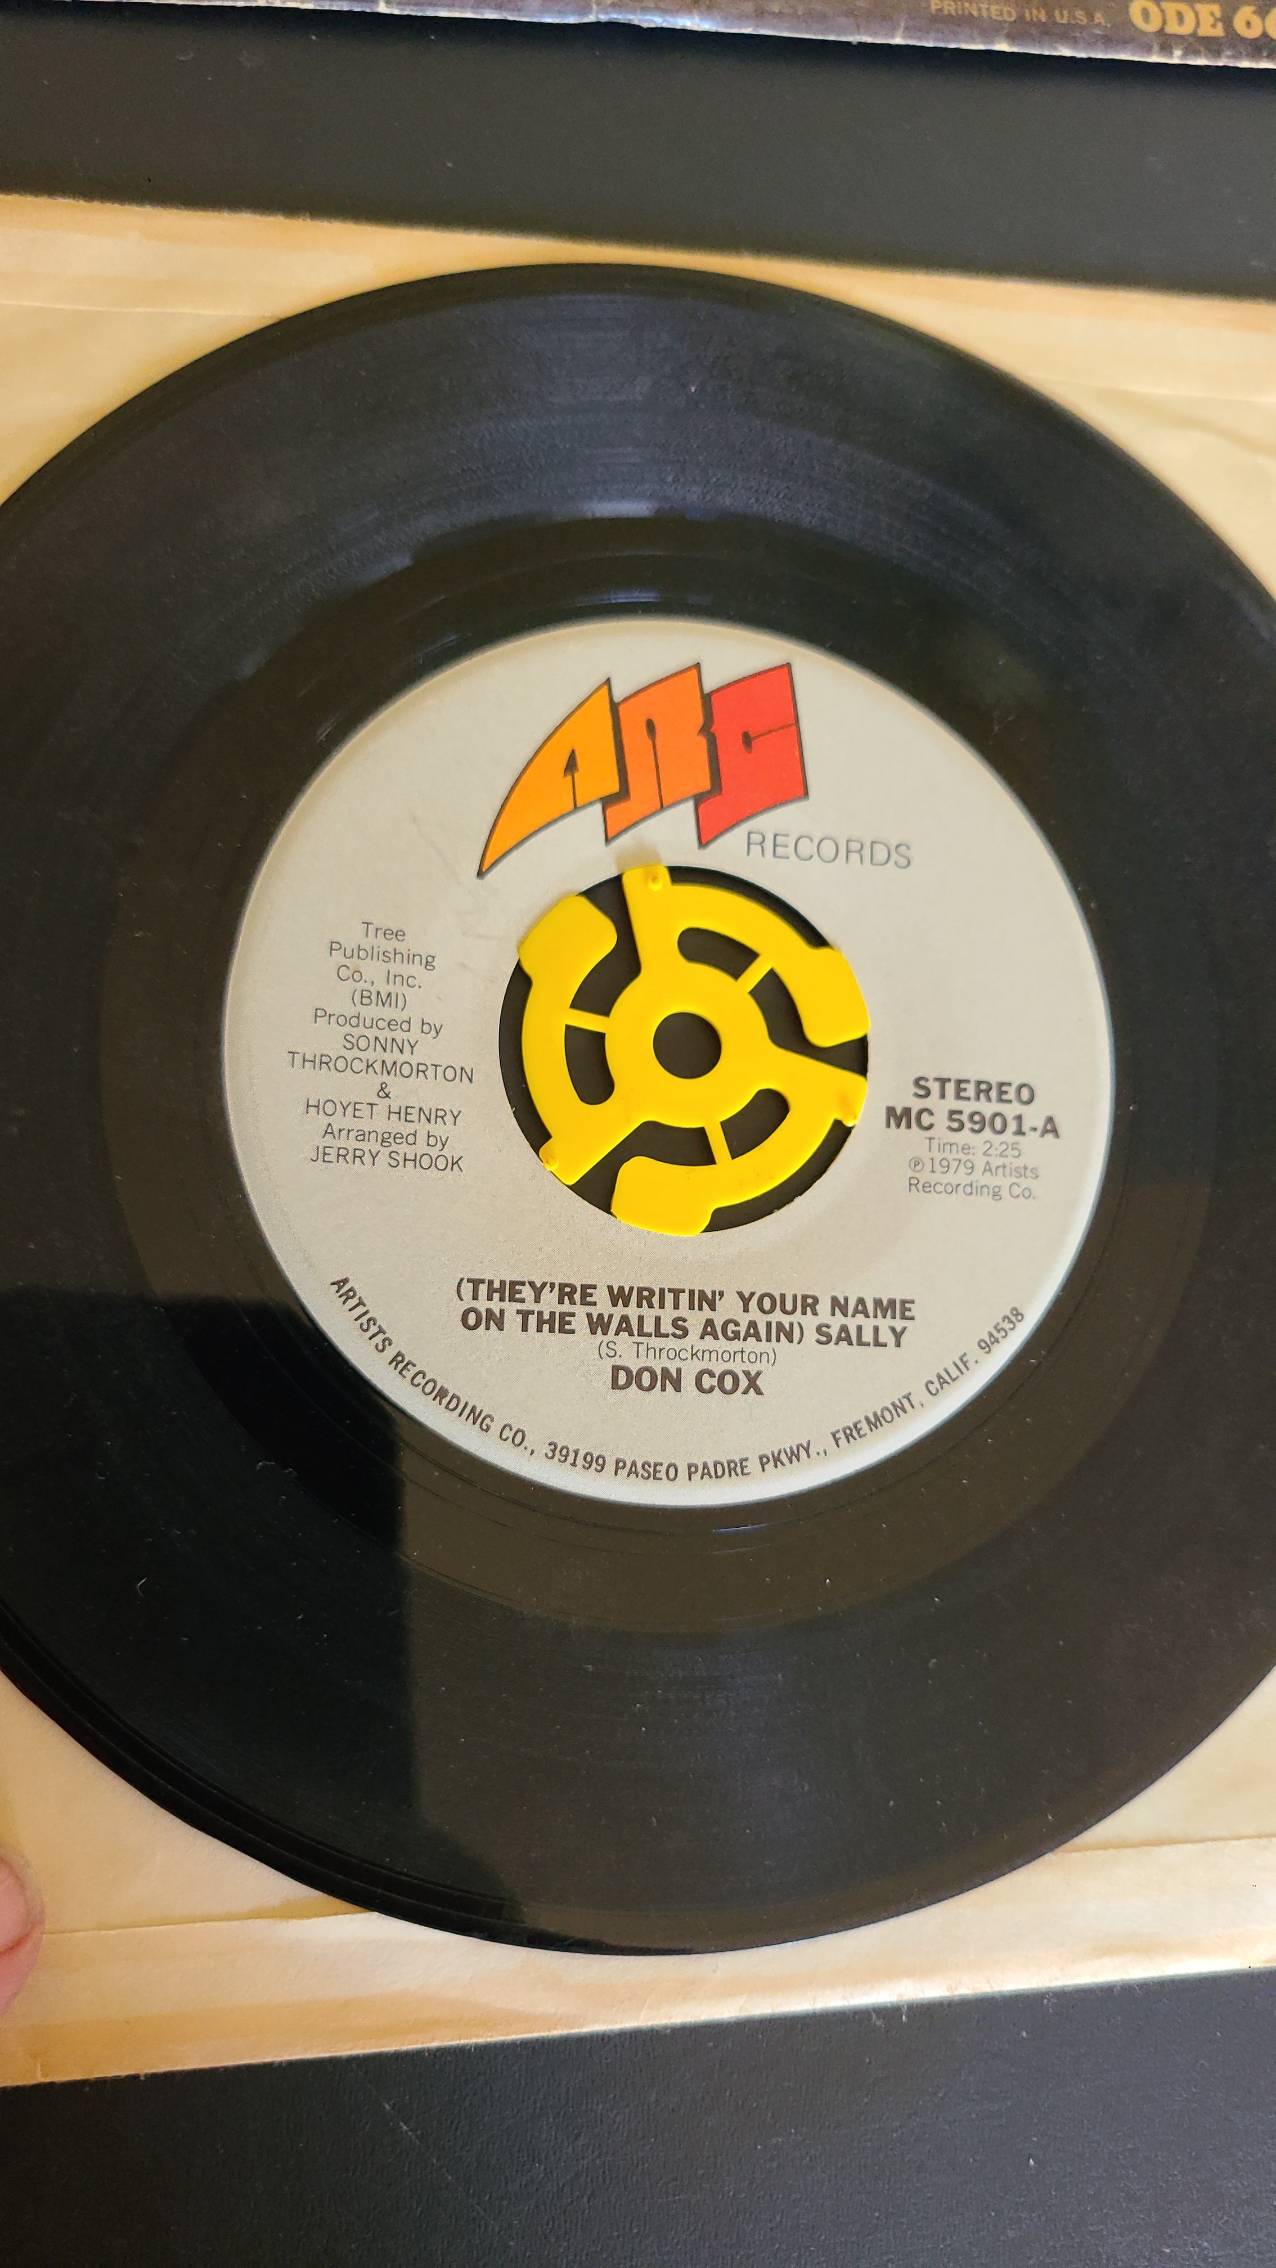 PRINTED IN U.S.A. ODE 66
ARC
RECORDS
Tree
Publishing
Co., Inc.
(BMI)
Produced by
SONNY
THROCKMORTON
&
HOYET HENRY
Arranged by
JERRY SHOOK
STEREO
MC 5901-A
Time: 2:25
℗1979 Artists
Recording Co.
(THEY'RE WRITIN' YOUR NAME
ON THE WALLS AGAIN) SALLY
(S. Throckmorton)
DON COX
ARTISTS RECORDING CO., 39199 PASEO PADRE PKWY., FREMONT, CALIF. 94538